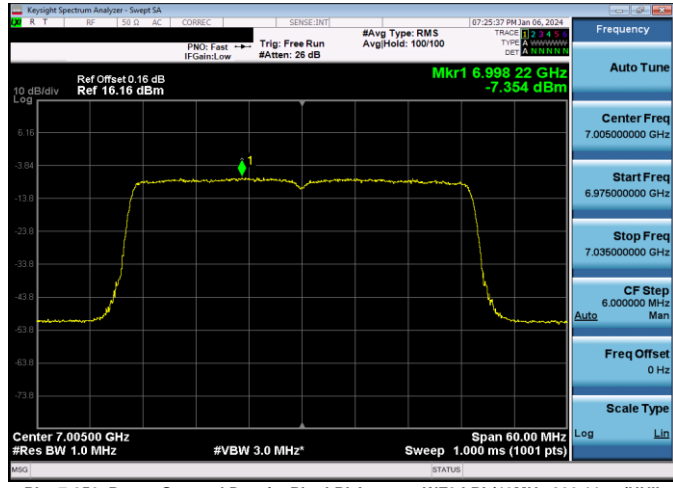 Keysight Spectrum Analyzer - Swept SA
R T RF 50 Ω AC CORREC SENSE:INT 07:25:37 PM Jan 06, 2024
#Avg Type: RMS TRACE 1 2 3 4 5 6
PNO: Fast Trig: Free Run Avg|Hold: 100/100 TYPE A WWWWW
IFGain:Low #Atten: 26 dB DET A N N N N N
Mkr1 6.998 22 GHz
-7.354 dBm
Ref Offset 0.16 dB
10 dB/div Ref 16.16 dBm
Log
6.16
-3.84
-13.8
-23.8
-33.8
-43.8
-53.8
-63.8
-73.8
1
Center 7.00500 GHz Span 60.00 MHz
#Res BW 1.0 MHz #VBW 3.0 MHz* Sweep 1.000 ms (1001 pts)
MSG STATUS
Frequency
Auto Tune
Center Freq
7.005000000 GHz
Start Freq
6.975000000 GHz
Stop Freq
7.035000000 GHz
CF Step
6.000000 MHz
Auto Man
Freq Offset
0 Hz
Scale Type
Log Lin